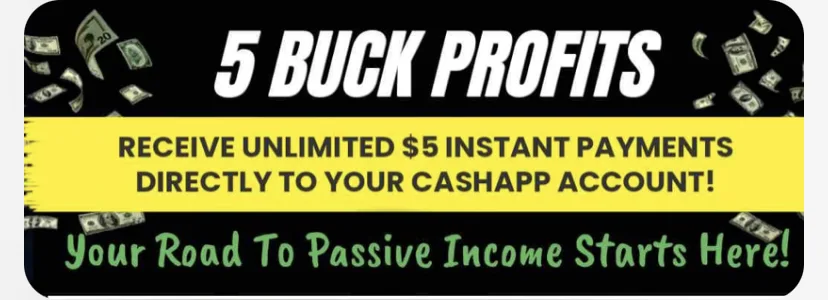 5 BUCK PROFITS
RECEIVE UNLIMITED $5 INSTANT PAYMENTS
DIRECTLY TO YOUR CASHAPP ACCOUNT!
Your Road To Passive Income Starts Here!